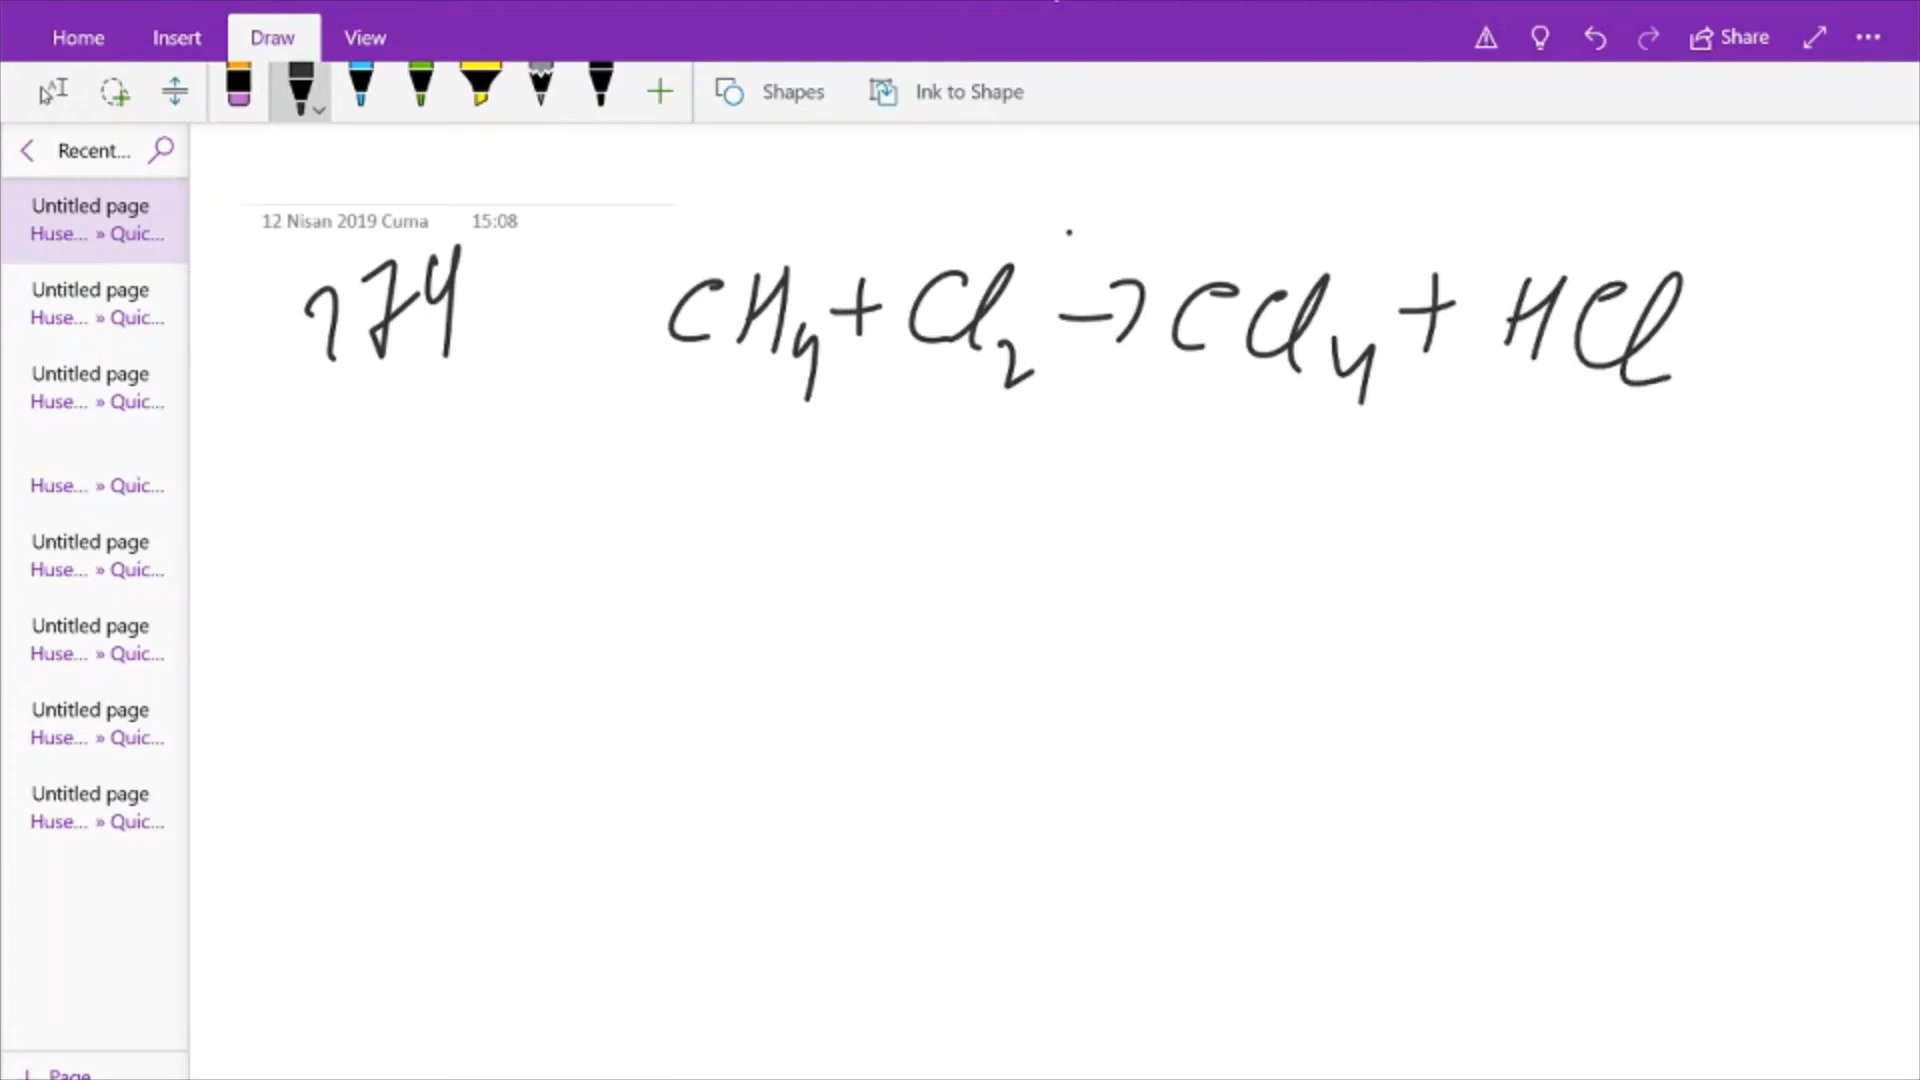 Home Insert Draw View Share
Shapes Ink to Shape
Recent...
Untitled page
Huse... » Quic...
Untitled page
Huse... » Quic...
Untitled page
Huse... » Quic...
Huse... » Quic...
Untitled page
Huse... » Quic...
Untitled page
Huse... » Quic...
Untitled page
Huse... » Quic...
Untitled page
Huse... » Quic...
Page
12 Nisan 2019 Cuma 15:08
174 CH₄ + Cl₂ → CCl₄ + HCl